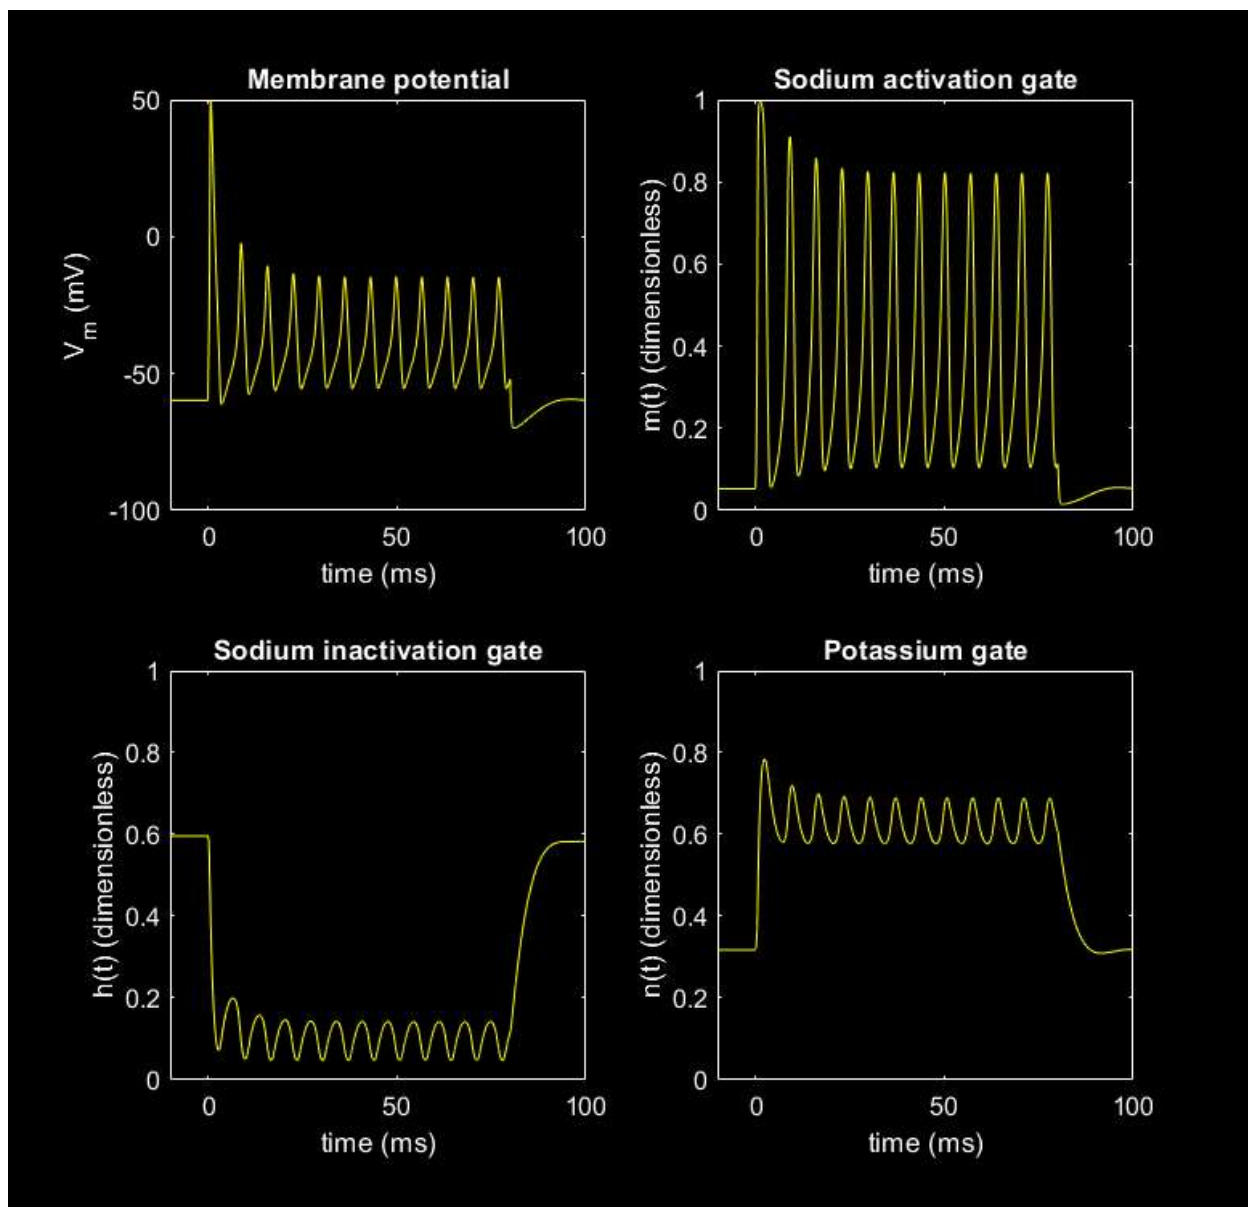 Membrane potential
50
0
-50
-100
V_m (mV)
0 50 100
time (ms)
Sodium activation gate
1
0.8
0.6
0.4
0.2
0
m(t) (dimensionless)
0 50 100
time (ms)
Sodium inactivation gate
1
0.8
0.6
0.4
0.2
0
h(t) (dimensionless)
0 50 100
time (ms)
Potassium gate
1
0.8
0.6
0.4
0.2
0
n(t) (dimensionless)
0 50 100
time (ms)